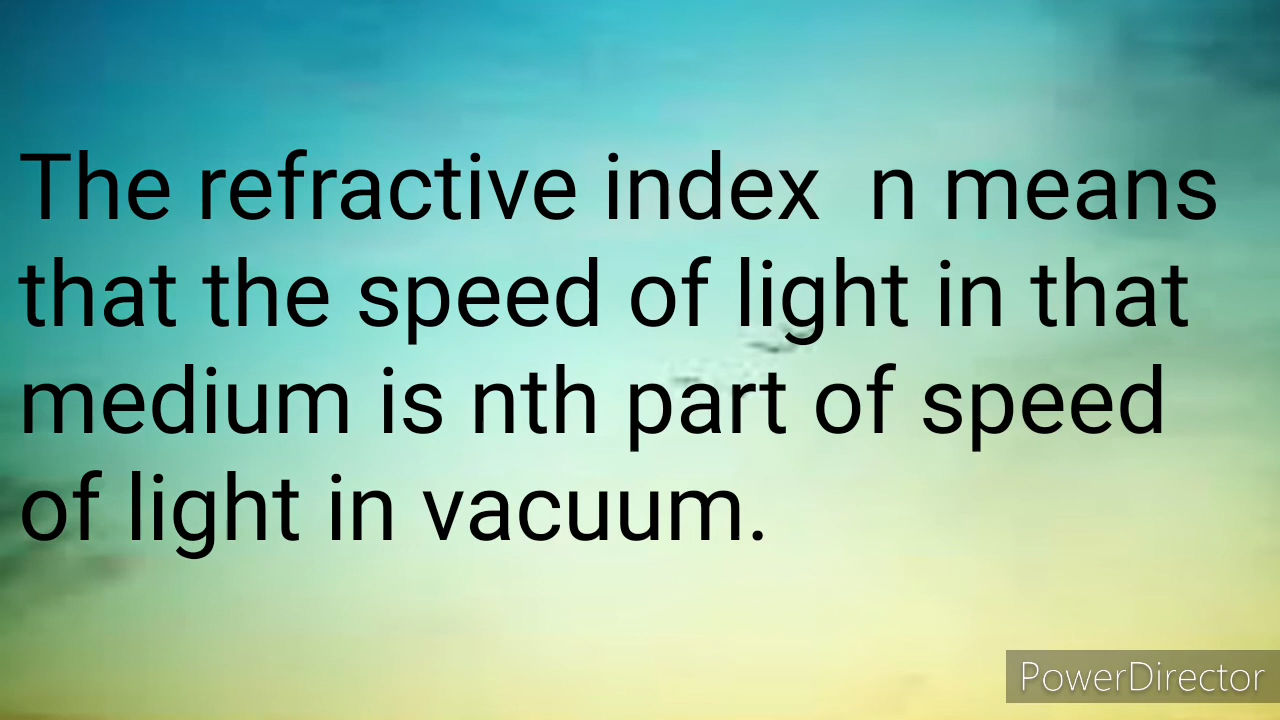 The refractive index  n means
that the speed of light in that
medium is nth part of speed
of light in vacuum.
PowerDirector